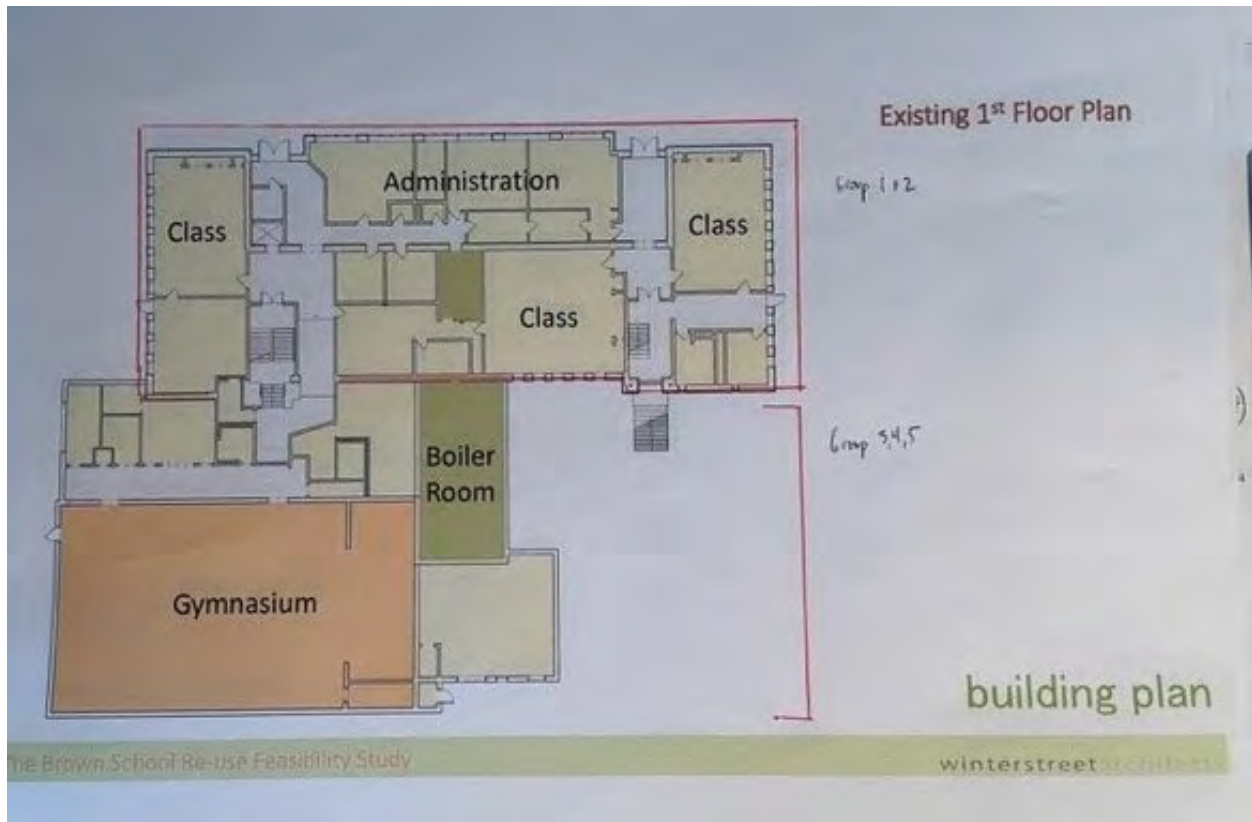 Existing 1st Floor Plan
Group 1 + 2
Administration
Class
Class
Class
Group 3,4,5
Boiler
Room
Gymnasium
building plan
The Brown School Re-use Feasibility Study
winterstreet architects